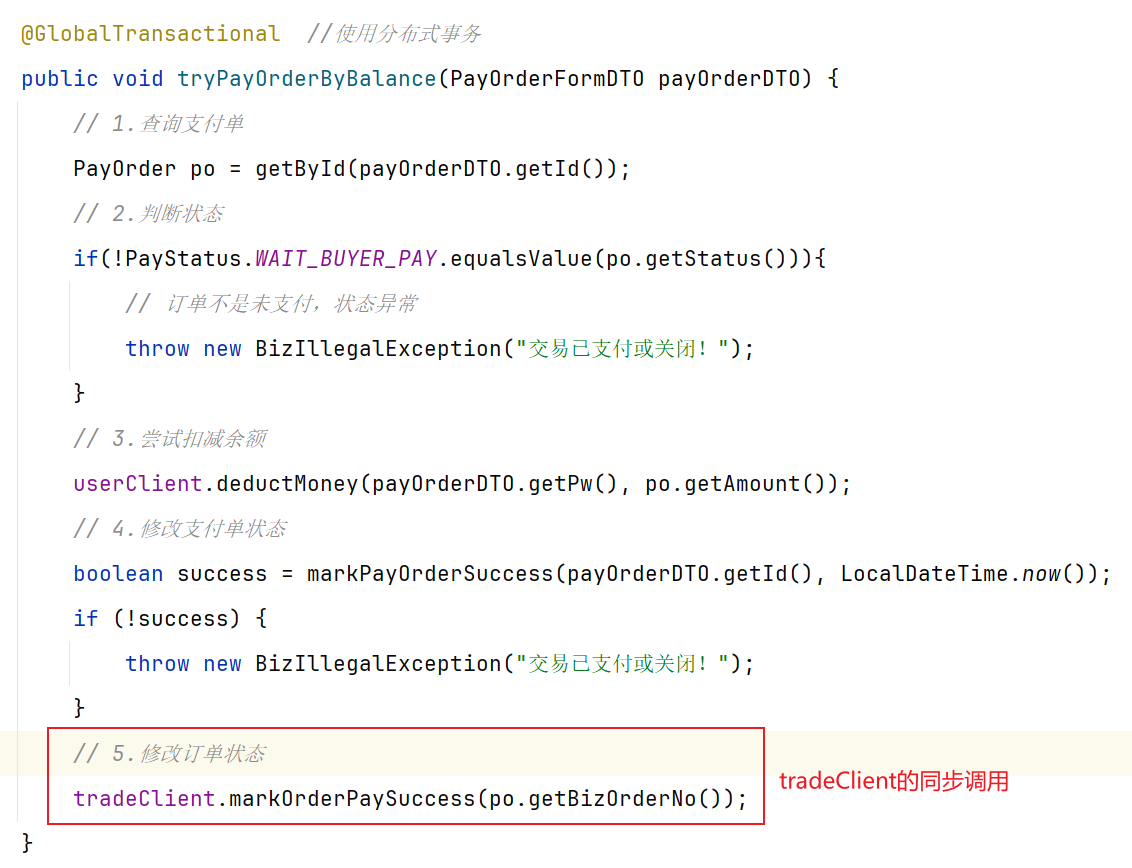 @GlobalTransactional  //使用分布式事务
public void tryPayOrderByBalance(PayOrderFormDTO payOrderDTO) {
    // 1.查询支付单
    PayOrder po = getById(payOrderDTO.getId());
    // 2.判断状态
    if(!PayStatus.WAIT_BUYER_PAY.equalsValue(po.getStatus())){
        // 订单不是未支付，状态异常
        throw new BizIllegalException("交易已支付或关闭！");
    }
    // 3.尝试扣减余额
    userClient.deductMoney(payOrderDTO.getPw(), po.getAmount());
    // 4.修改支付单状态
    boolean success = markPayOrderSuccess(payOrderDTO.getId(), LocalDateTime.now());
    if (!success) {
        throw new BizIllegalException("交易已支付或关闭！");
    }
    // 5.修改订单状态
    tradeClient.markOrderPaySuccess(po.getBizOrderNo());
tradeClient的同步调用
}